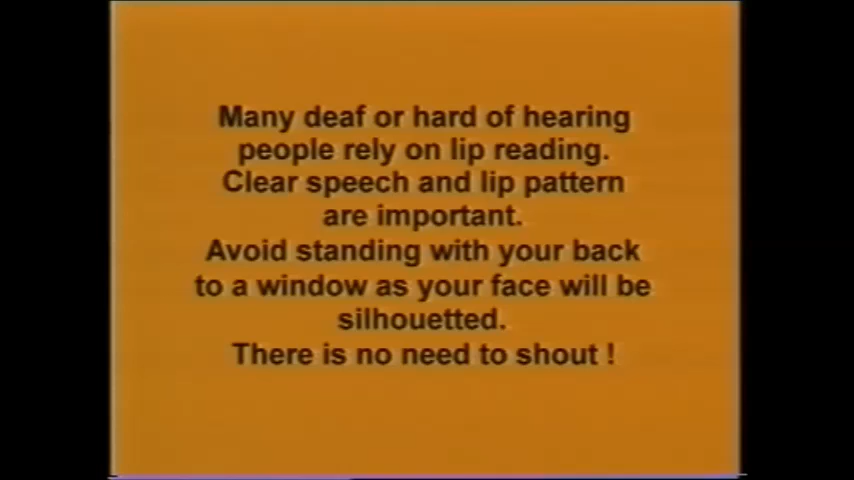 Many deaf or hard of hearing
people rely on lip reading.
Clear speech and lip pattern
are important.
Avoid standing with your back
to a window as your face will be
silhouetted.
There is no need to shout !